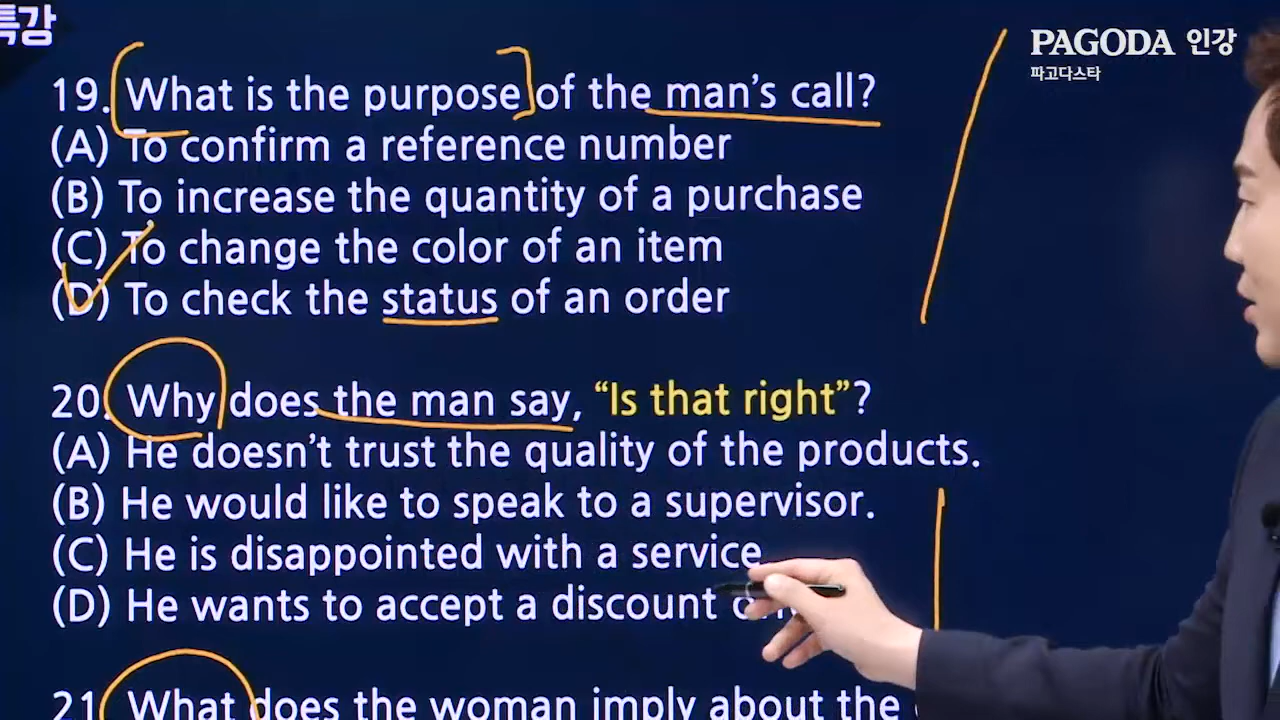 특강
PAGODA 인강
파고다스타
19. What is the purpose of the man's call?
(A) To confirm a reference number
(B) To increase the quantity of a purchase
(C) To change the color of an item
(D) To check the status of an order
20. Why does the man say, “Is that right”?
(A) He doesn't trust the quality of the products.
(B) He would like to speak to a supervisor.
(C) He is disappointed with a service
(D) He wants to accept a discount
21. What does the woman imply about the